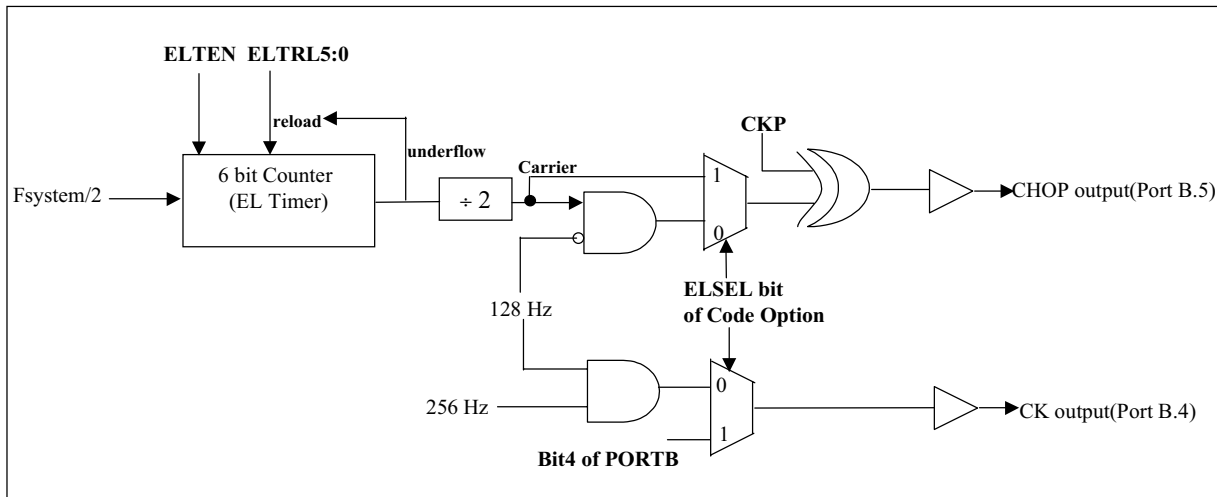 ELTEN ELTRL5:0
reload
underflow
CKP
Fsystem/2
6 bit Counter
(EL Timer)
÷ 2
Carrier
1
0
CHOP output(Port B.5)
128 Hz
ELSEL bit
of Code Option
256 Hz
0
1
CK output(Port B.4)
Bit4 of PORTB